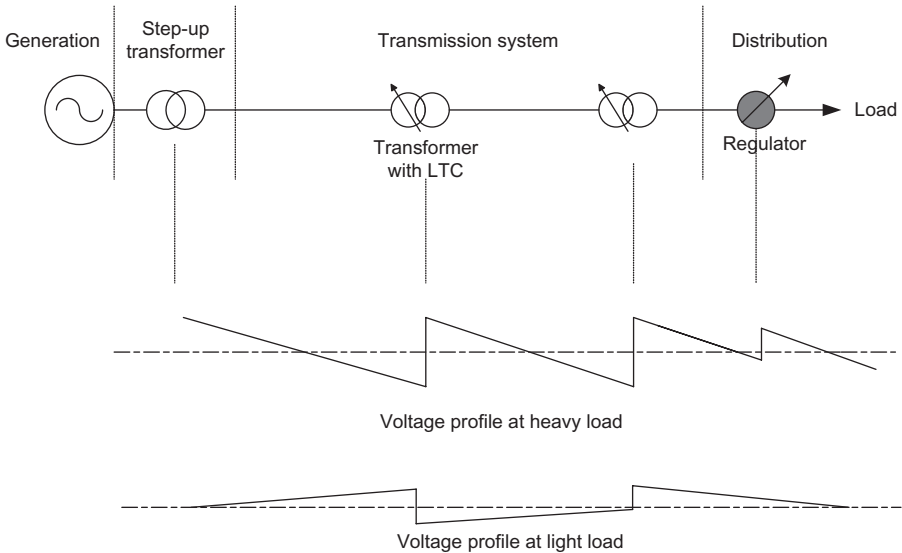 Generation
Step-up
transformer
Transmission system
Distribution
Load
Transformer
with LTC
Regulator
Voltage profile at heavy load
Voltage profile at light load